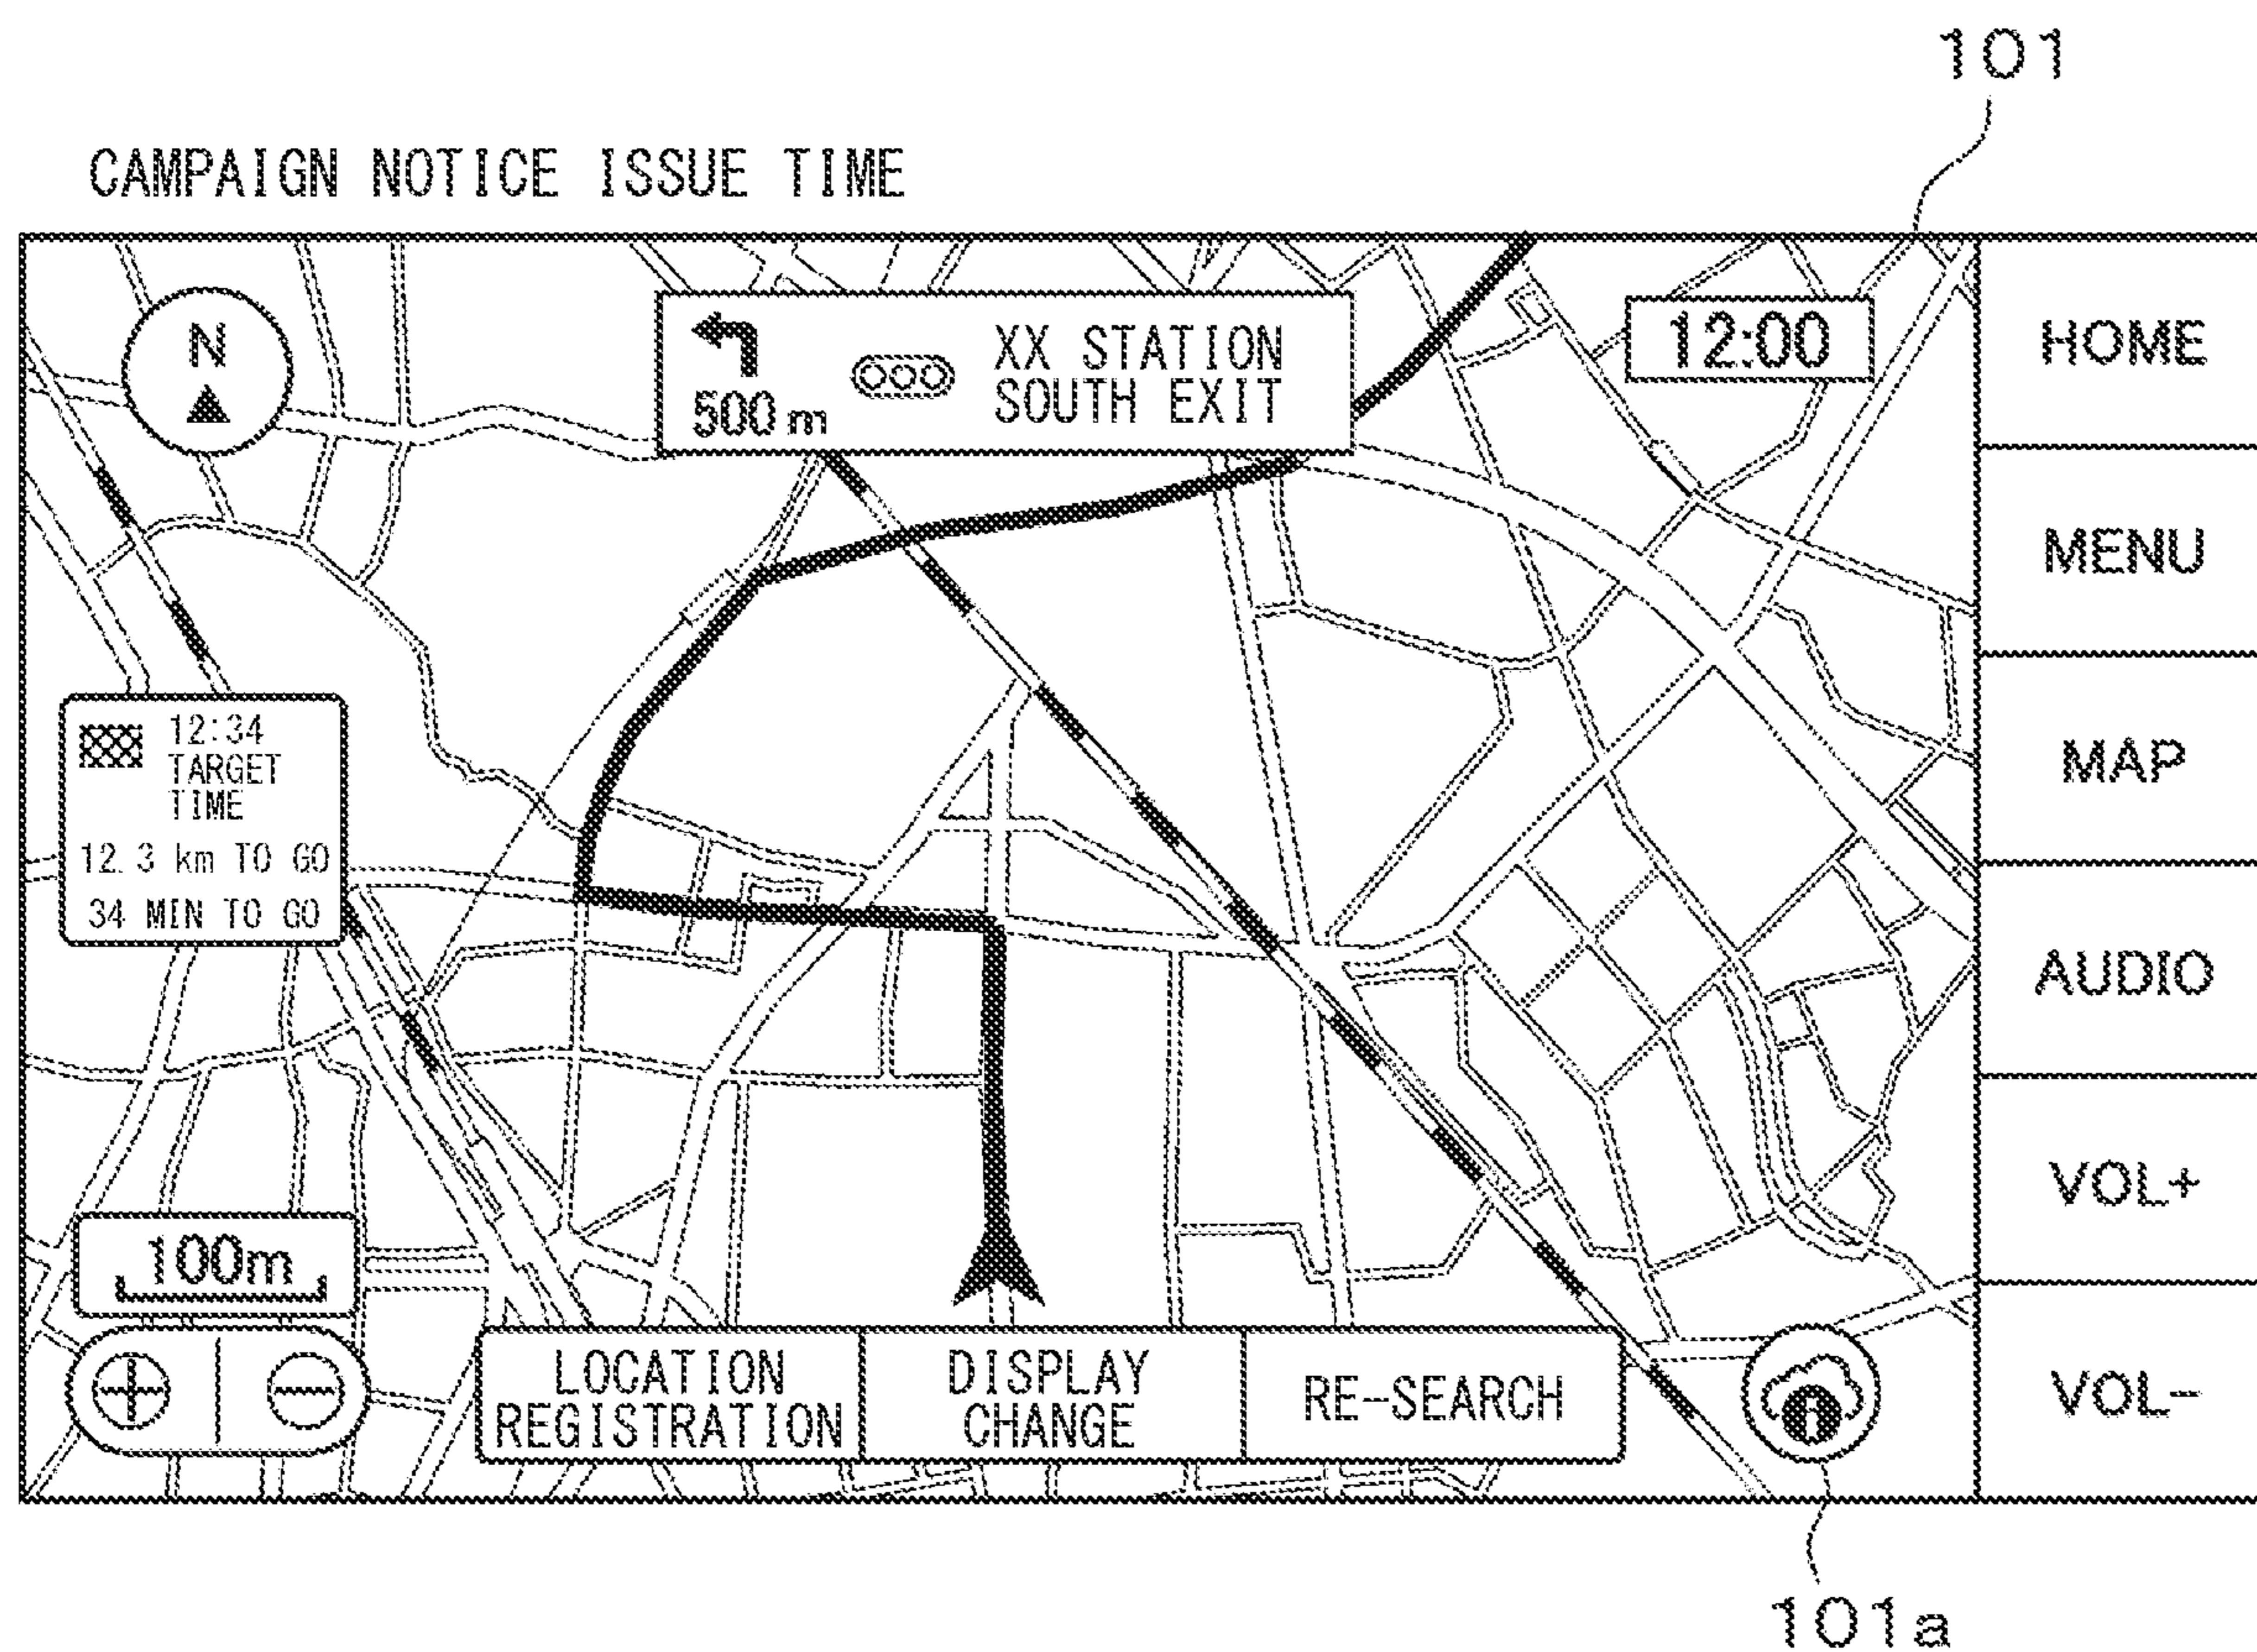 101
CAMPAIGN NOTICE ISSUE TIME
N
500 m
XX STATION
SOUTH EXIT
12:00
HOME
MENU
MAP
AUDIO
VOL+
VOL-
12:34
TARGET
TIME
12.3 km TO GO
34 MIN TO GO
100m
LOCATION
REGISTRATION
DISPLAY
CHANGE
RE-SEARCH
101a